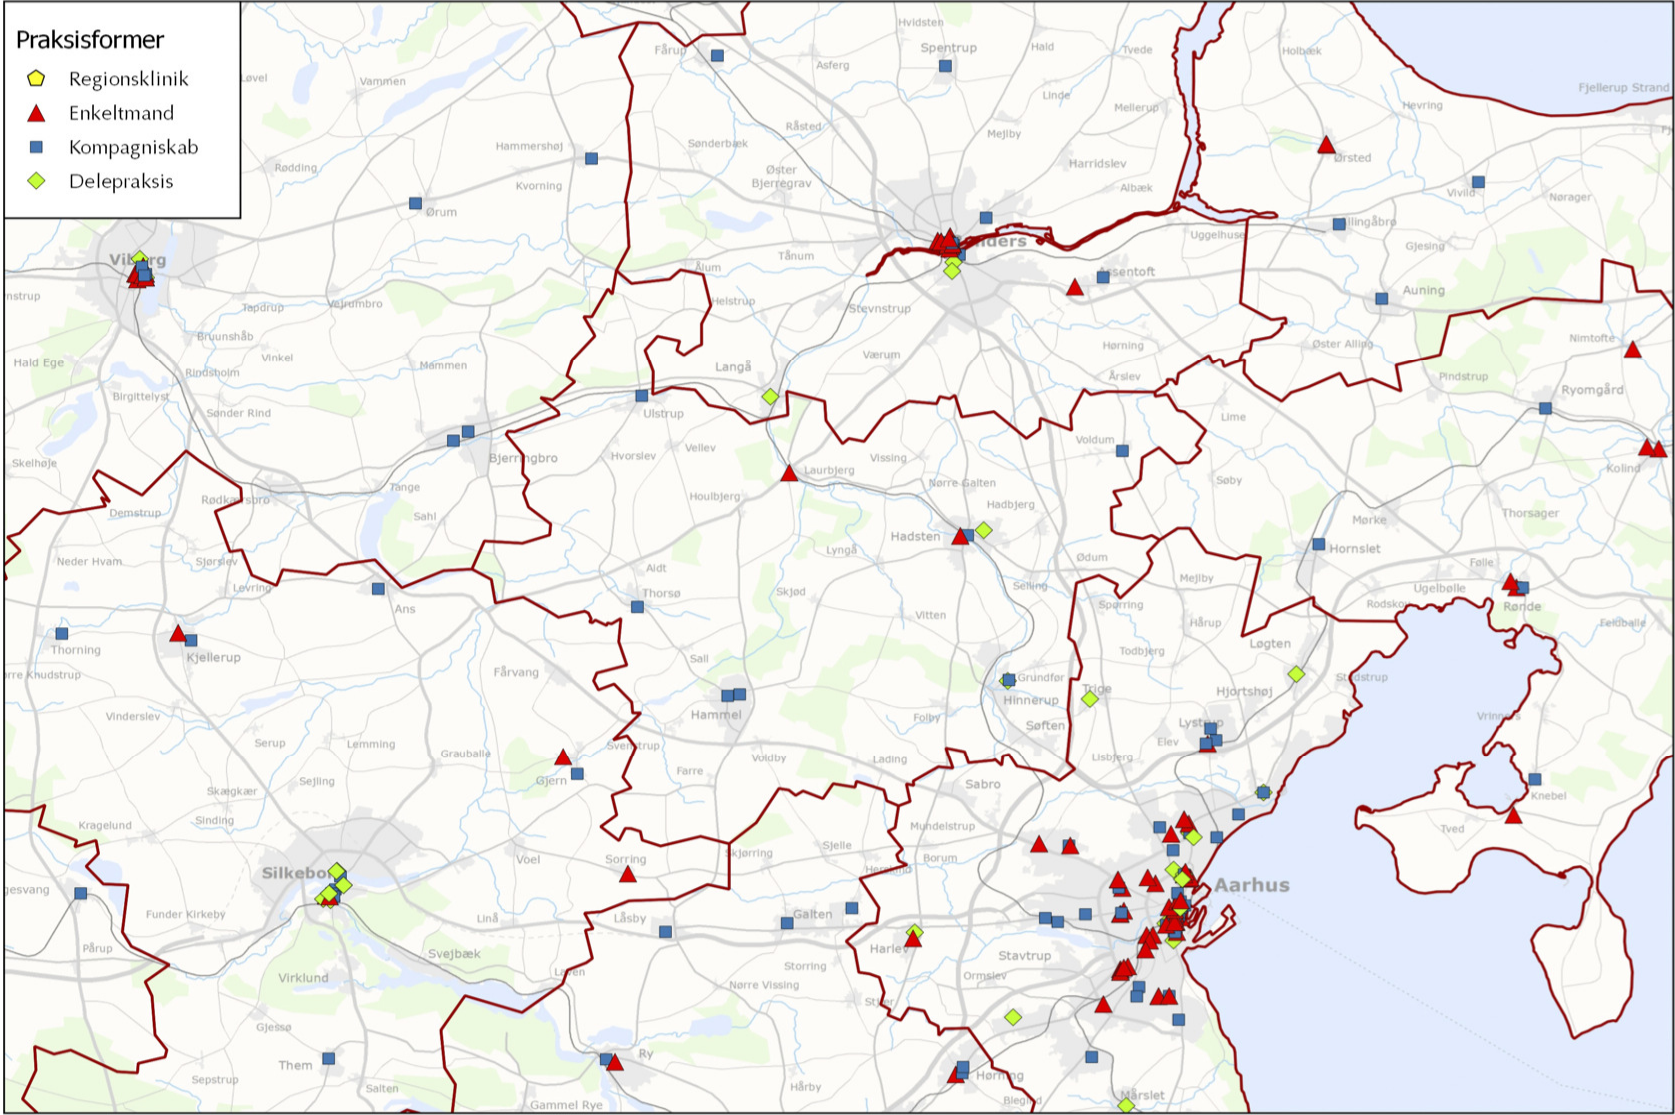 Praksisformer
Regionsklinik
Enkeltmand
Kompagniskab
Delepraksis
Løvel
Vammen
Fårup
Hvidsten
Spentrup
Hald
Tvede
Holbæk
Asferg
Linde
Mellerup
Hevring
Fjellerup Strand
Råsted
Mejlby
Hammershøj
Sønderbæk
Øster
Bjerregrav
Harridslev
Ørsted
Rødding
Kvorning
Albæk
Vivild
Nørager
Ørum
Uggelhuse
llingåbro
Gjesing
nders
Tånum
Ålum
Assentoft
nstrup
Tapdrup
Vejrumbro
Helstrup
Stevnstrup
Auning
Bruunshåb
Nimtofte
Hald Ege
Vinkel
Mammen
Værum
Hørning
Øster Alling
Rindsholm
Langå
Årslev
Pindstrup
Ryomgård
Birgittelyst
Sønder Rind
Ulstrup
Lime
Skelhøje
Bjerringbro
Hvorslev
Vellev
Vissing
Voldum
Kolind
Laurbjerg
Nørre Galten
Søby
Rødkærsbro
Tange
Houlbjerg
Hadbjerg
Demstrup
Sahl
Thorsager
Mørke
Hadsten
Hornslet
Neder Hvam
Sjørslev
Lyngå
Ødum
Følle
Levring
Aidt
Selling
Mejlby
Ugelbølle
Ans
Thorsø
Skjød
Spørring
Rodskov
Rønde
Vitten
Hårup
Feldballe
Thorning
Kjellerup
Sall
Todbjerg
Løgten
rre Khudstrup
Fårvang
Grundfør
Trige
Hjortshøj
Stadstrup
Hinnerup
Vinderslev
Hammel
Folby
Søften
Lystrup
Vrinners
Serup
Lemming
Grauballe
Svenstrup
Voldby
Lading
Elev
Lisbjerg
Sejling
Gjern
Farre
Sabro
Skægkær
Knebel
Kragelund
Sinding
Mundelstrup
Tved
Voel
Sorring
Skjørring
Sjelle
Borum
Aarhus
gesvang
Funder Kirkeby
Linå
Låsby
Galten
Pårup
Svejbæk
Harlev
Stavtrup
Virklund
Storring
Ormslev
Nørre Vissing
Gjessø
Them
Ry
Sepstrup
Salten
Hårby
Hørning
Gammel Rye
Mårslet